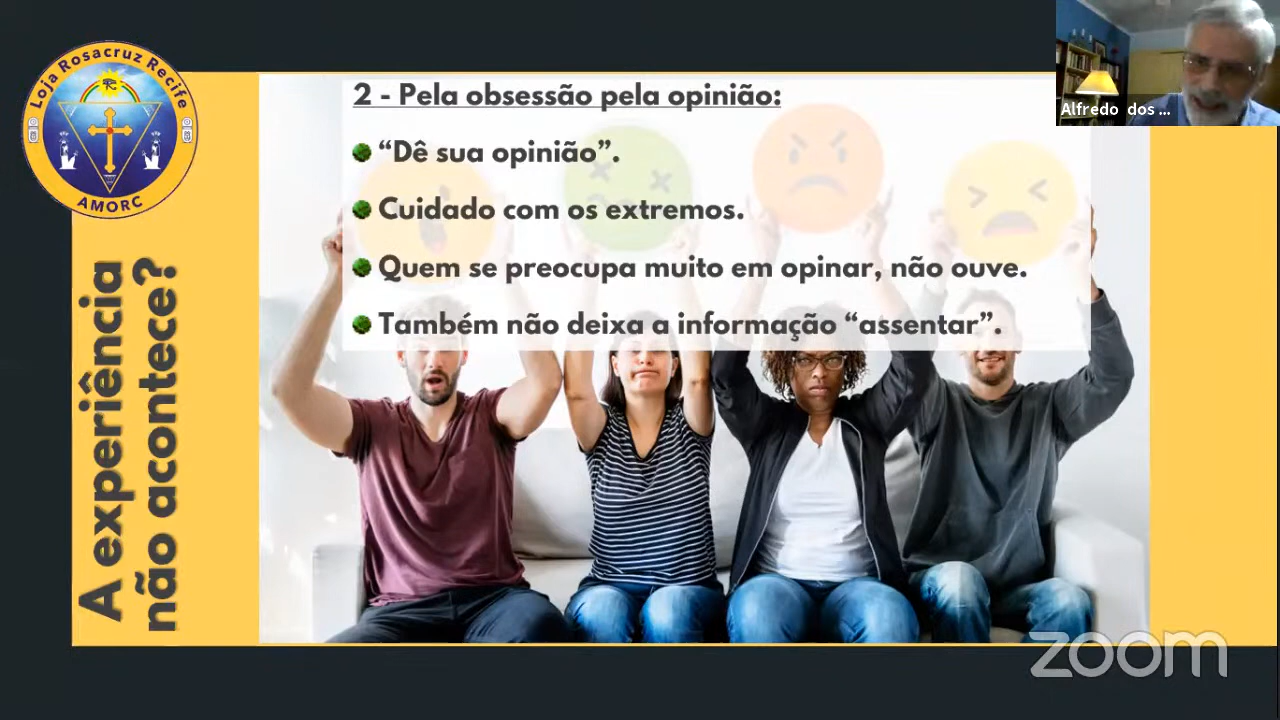 Loja Rosacruz Recife
AMORC
A experiência
não acontece?
2 - Pela obsessão pela opinião:
“Dê sua opinião”.
Cuidado com os extremos.
Quem se preocupa muito em opinar, não ouve.
Também não deixa a informação “assentar”.
Alfredo dos ...
zoom